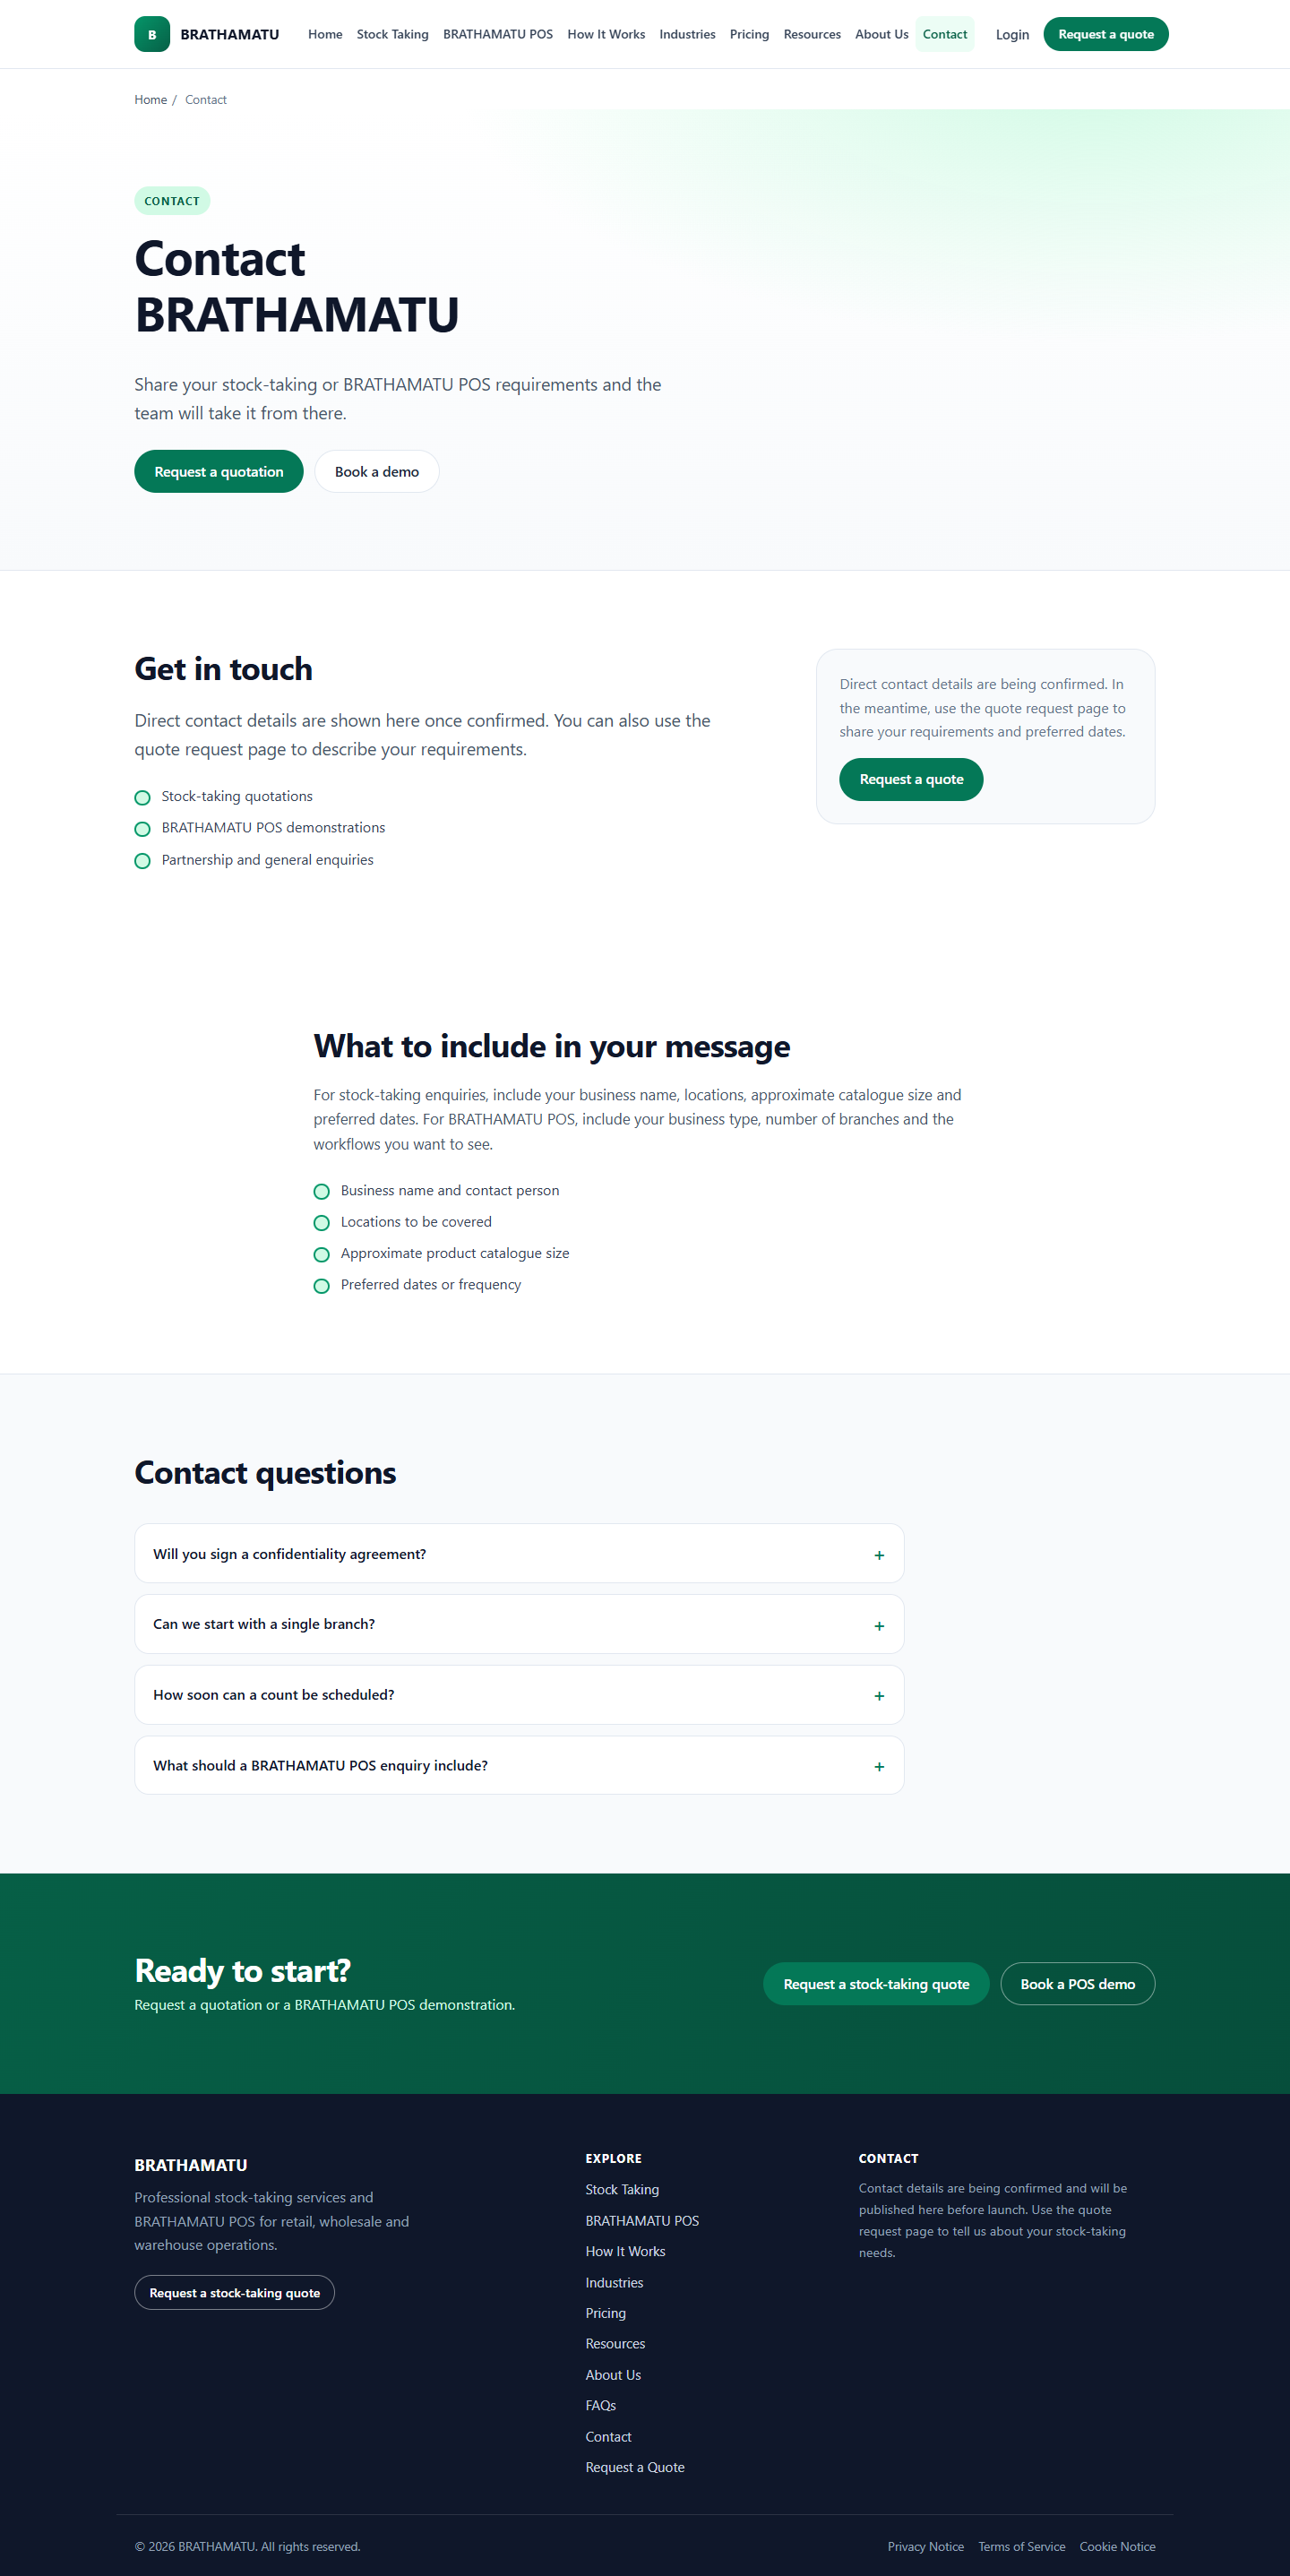 B BRATHAMATU Home Stock Taking BRATHAMATU POS How It Works Industries Pricing Resources About Us Contact Login Request a quote
Home / Contact
CONTACT
Contact
BRATHAMATU
Share your stock-taking or BRATHAMATU POS requirements and the
team will take it from there.
Request a quotation Book a demo
Get in touch
Direct contact details are shown here once confirmed. You can also use the
quote request page to describe your requirements.
Stock-taking quotations
BRATHAMATU POS demonstrations
Partnership and general enquiries
Direct contact details are being confirmed. In
the meantime, use the quote request page to
share your requirements and preferred dates.
Request a quote
What to include in your message
For stock-taking enquiries, include your business name, locations, approximate catalogue size and
preferred dates. For BRATHAMATU POS, include your business type, number of branches and the
workflows you want to see.
Business name and contact person
Locations to be covered
Approximate product catalogue size
Preferred dates or frequency
Contact questions
Will you sign a confidentiality agreement? +
Can we start with a single branch? +
How soon can a count be scheduled? +
What should a BRATHAMATU POS enquiry include? +
Ready to start?
Request a quotation or a BRATHAMATU POS demonstration.
Request a stock-taking quote Book a POS demo
BRATHAMATU
Professional stock-taking services and
BRATHAMATU POS for retail, wholesale and
warehouse operations.
Request a stock-taking quote
EXPLORE
Stock Taking
BRATHAMATU POS
How It Works
Industries
Pricing
Resources
About Us
FAQs
Contact
Request a Quote
CONTACT
Contact details are being confirmed and will be
published here before launch. Use the quote
request page to tell us about your stock-taking
needs.
© 2026 BRATHAMATU. All rights reserved. Privacy Notice Terms of Service Cookie Notice